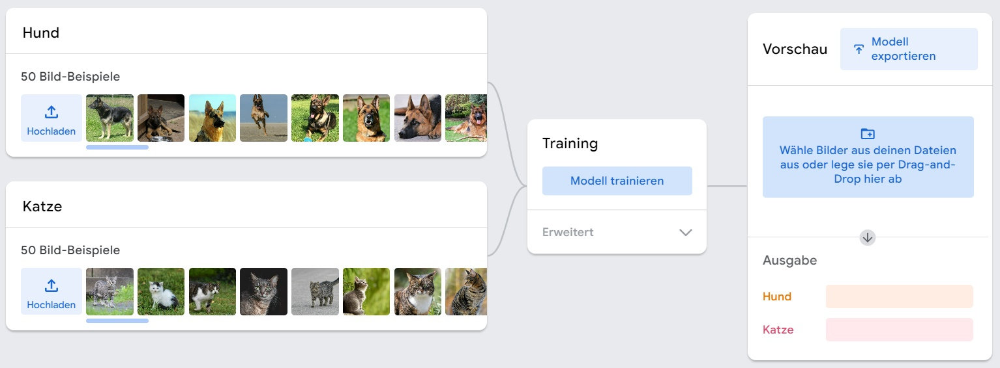 Hund
50 Bild-Beispiele
Hochladen
Katze
50 Bild-Beispiele
Hochladen
Training
Modell trainieren
Erweitert
Vorschau
Modell
exportieren
Wähle Bilder aus deinen Dateien
aus oder lege sie per Drag-and-
Drop hier ab
Ausgabe
Hund
Katze